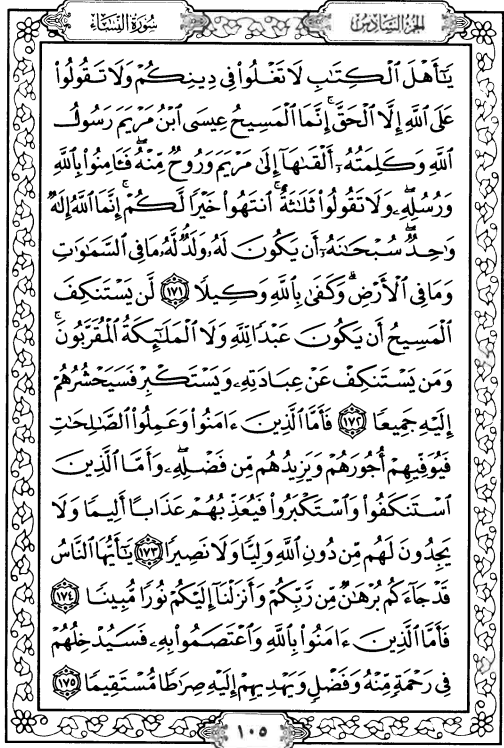 الجزء السادس
سورة النساء
يَٰٓأَهۡلَ ٱلۡكِتَٰبِ لَا تَغۡلُواْ فِي دِينِكُمۡ وَلَا تَقُولُواْ
عَلَى ٱللَّهِ إِلَّا ٱلۡحَقَّۚ إِنَّمَا ٱلۡمَسِيحُ عِيسَى ٱبۡنُ مَرۡيَمَ رَسُولُ
ٱللَّهِ وَكَلِمَتُهُۥٓ أَلۡقَىٰهَآ إِلَىٰ مَرۡيَمَ وَرُوحٞ مِّنۡهُۖ فَـَٔامِنُواْ بِٱللَّهِ
وَرُسُلِهِۦۖ وَلَا تَقُولُواْ ثَلَٰثَةٌۚ ٱنتَهُواْ خَيۡرٗا لَّكُمۡۚ إِنَّمَا ٱللَّهُ إِلَٰهٞ
وَٰحِدٞۖ سُبۡحَٰنَهُۥٓ أَن يَكُونَ لَهُۥ وَلَدٞۘ لَّهُۥ مَا فِي ٱلسَّمَٰوَٰتِ
وَمَا فِي ٱلۡأَرۡضِۗ وَكَفَىٰ بِٱللَّهِ وَكِيلٗا ١٧١ لَّن يَسۡتَنكِفَ
ٱلۡمَسِيحُ أَن يَكُونَ عَبۡدٗا لِّلَّهِ وَلَا ٱلۡمَلَٰٓئِكَةُ ٱلۡمُقَرَّبُونَۚ
وَمَن يَسۡتَنكِفۡ عَنۡ عِبَادَتِهِۦ وَيَسۡتَكۡبِرۡ فَسَيَحۡشُرُهُمۡ
إِلَيۡهِ جَمِيعٗا ١٧٢ فَأَمَّا ٱلَّذِينَ ءَامَنُواْ وَعَمِلُواْ ٱلصَّٰلِحَٰتِ
فَيُوَفِّيهِمۡ أُجُورَهُمۡ وَيَزِيدُهُم مِّن فَضۡلِهِۦۖ وَأَمَّا ٱلَّذِينَ
ٱسۡتَنكَفُواْ وَٱسۡتَكۡبَرُواْ فَيُعَذِّبُهُمۡ عَذَابًا أَلِيمٗا وَلَا
يَجِدُونَ لَهُم مِّن دُونِ ٱللَّهِ وَلِيّٗا وَلَا نَصِيرٗا ١٧٣ يَٰٓأَيُّهَا ٱلنَّاسُ
قَدۡ جَآءَكُم بُرۡهَٰنٞ مِّن رَّبِّكُمۡ وَأَنزَلۡنَآ إِلَيۡكُمۡ نُورٗا مُّبِينٗا ١٧٤
فَأَمَّا ٱلَّذِينَ ءَامَنُواْ بِٱللَّهِ وَٱعۡتَصَمُواْ بِهِۦ فَسَيُدۡخِلُهُمۡ
فِي رَحۡمَةٖ مِّنۡهُ وَفَضۡلٖ وَيَهۡدِيهِمۡ إِلَيۡهِ صِرَٰطٗا مُّسۡتَقِيمٗا ١٧٥
١٠٥